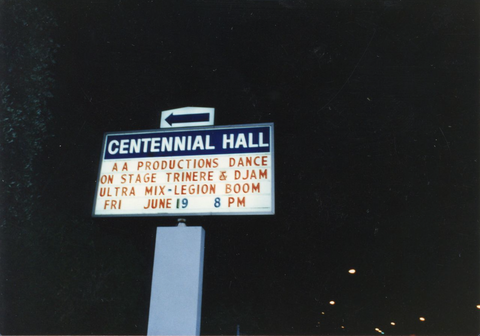 CENTENNIAL HALL
AA PRODUCTIONS DANCE
ON STAGE TRINERE & DJAM
ULTRA MIX-LEGION BOOM
FRI JUNE 19 8 PM